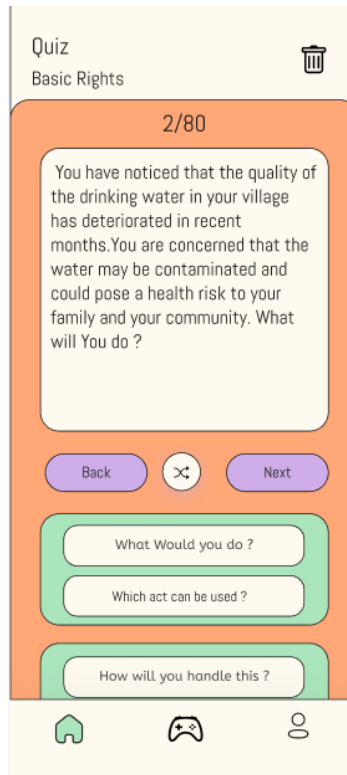 Quiz
Basic Rights
2/80
You have noticed that the quality of
the drinking water in your village
has deteriorated in recent
months.You are concerned that the
water may be contaminated and
could pose a health risk to your
family and your community. What
will You do ?
Back
Next
What Would you do ?
Which act can be used ?
How will you handle this ?